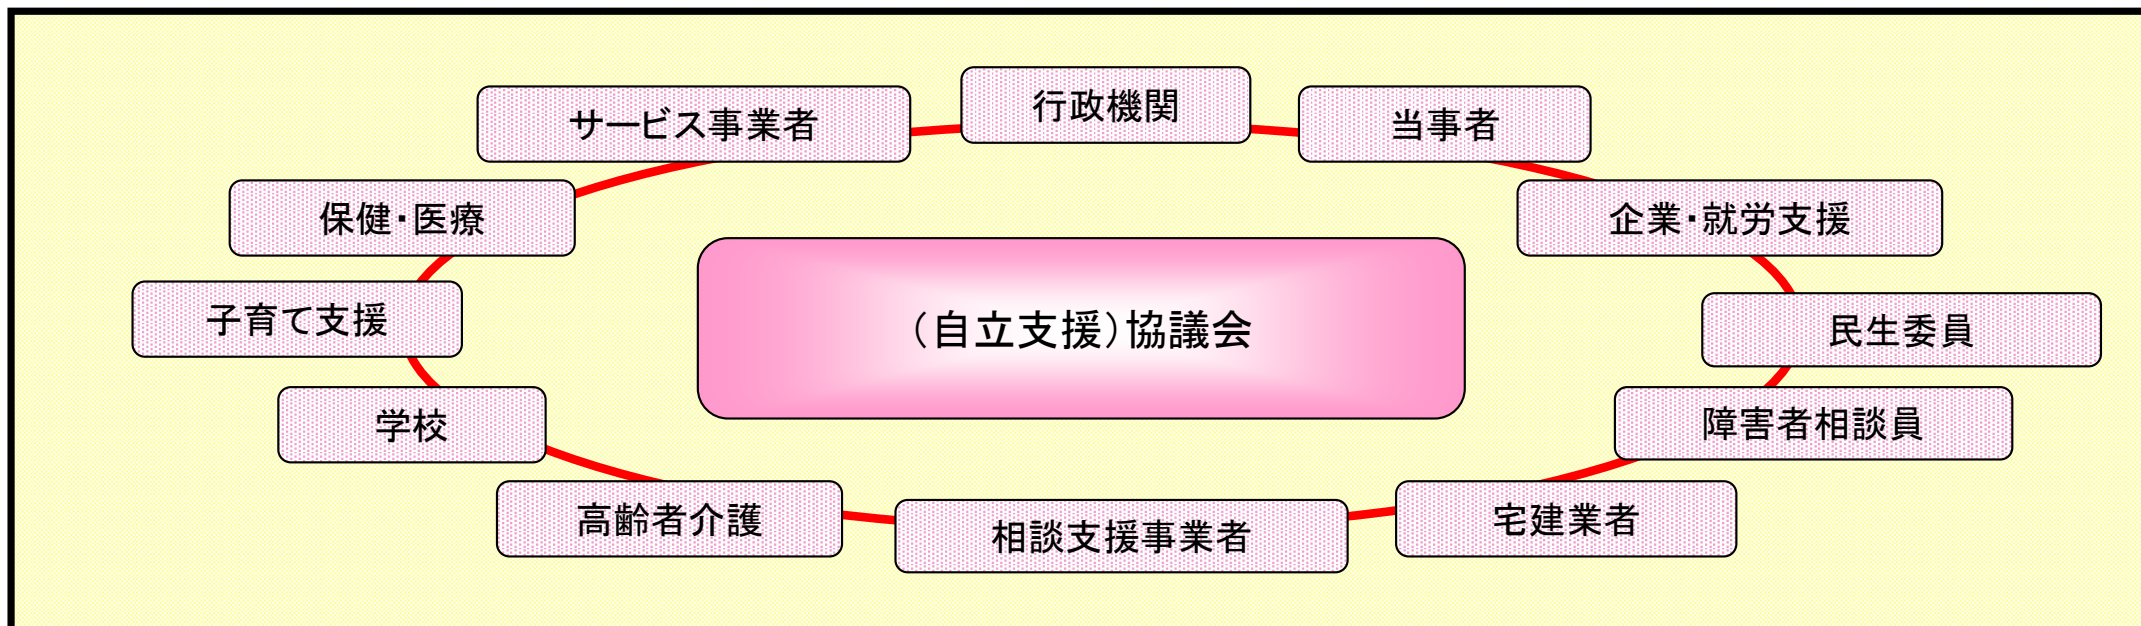 行政機関
サービス事業者
当事者
保健・医療
企業・就労支援
子育て支援
（自立支援）協議会
民生委員
学校
障害者相談員
高齢者介護
宅建業者
相談支援事業者